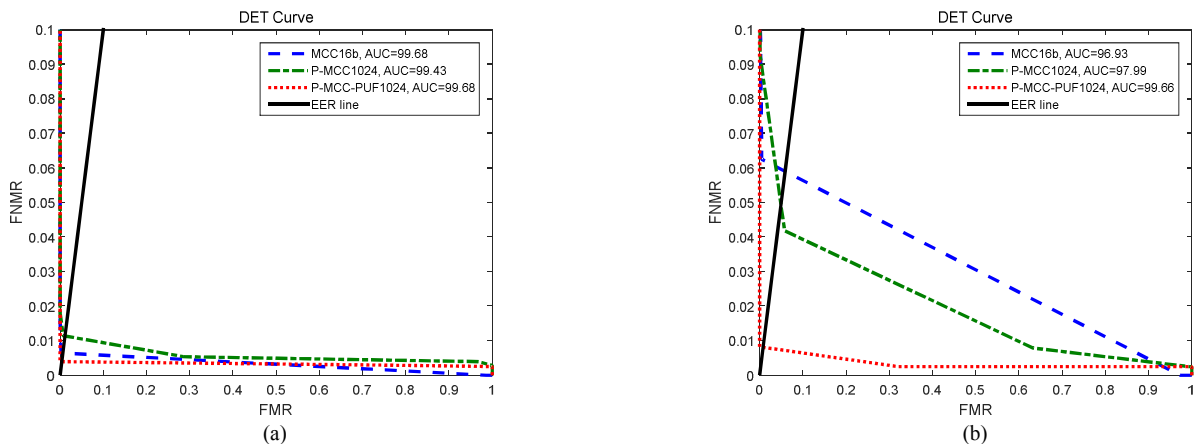 DET Curve
0.1
0.09
0.08
0.07
0.06
0.05
0.04
0.03
0.02
0.01
0
FNMR
MCC16b, AUC=99.68
P-MCC1024, AUC=99.43
P-MCC-PUF1024, AUC=99.68
EER line
0 0.1 0.2 0.3 0.4 0.5 0.6 0.7 0.8 0.9 1
FMR
(a)
DET Curve
0.1
0.09
0.08
0.07
0.06
0.05
0.04
0.03
0.02
0.01
0
FNMR
MCC16b, AUC=96.93
P-MCC1024, AUC=97.99
P-MCC-PUF1024, AUC=99.66
EER line
0 0.1 0.2 0.3 0.4 0.5 0.6 0.7 0.8 0.9 1
FMR
(b)